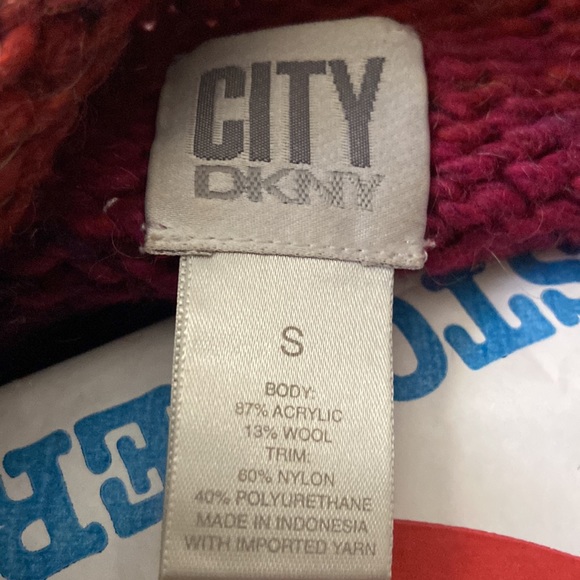 CITY
DKNY
S
BODY:
87% ACRYLIC
13% WOOL
TRIM:
60% NYLON
40% POLYURETHANE
MADE IN INDONESIA
WITH IMPORTED YARN